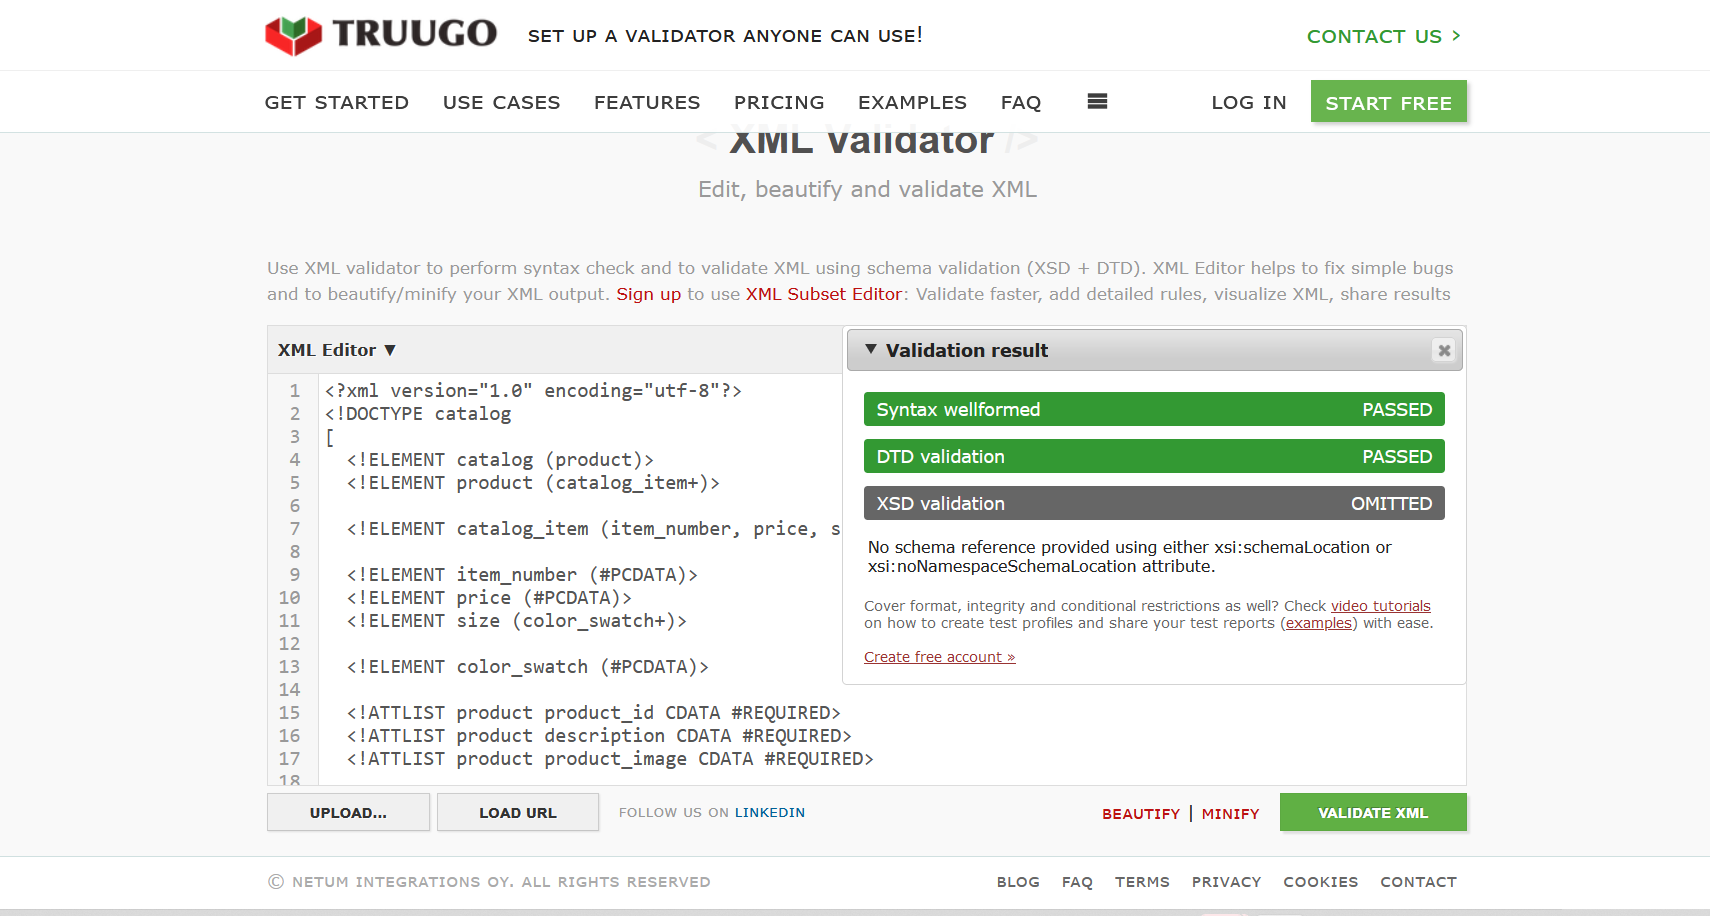 TRUUGO SET UP A VALIDATOR ANYONE CAN USE! CONTACT US >
GET STARTED USE CASES FEATURES PRICING EXAMPLES FAQ LOG IN START FREE
< XML Validator />
Edit, beautify and validate XML
Use XML validator to perform syntax check and to validate XML using schema validation (XSD + DTD). XML Editor helps to fix simple bugs
and to beautify/minify your XML output. Sign up to use XML Subset Editor: Validate faster, add detailed rules, visualize XML, share results
XML Editor ▼
1 <?xml version="1.0" encoding="utf-8"?>
2 <!DOCTYPE catalog
3 [
4 <!ELEMENT catalog (product)>
5 <!ELEMENT product (catalog_item+)>
6
7 <!ELEMENT catalog_item (item_number, price, s
8
9 <!ELEMENT item_number (#PCDATA)>
10 <!ELEMENT price (#PCDATA)>
11 <!ELEMENT size (color_swatch+)>
12
13 <!ELEMENT color_swatch (#PCDATA)>
14
15 <!ATTLIST product product_id CDATA #REQUIRED>
16 <!ATTLIST product description CDATA #REQUIRED>
17 <!ATTLIST product product_image CDATA #REQUIRED>
18
▼ Validation result
Syntax wellformed PASSED
DTD validation PASSED
XSD validation OMITTED
No schema reference provided using either xsi:schemaLocation or
xsi:noNamespaceSchemaLocation attribute.
Cover format, integrity and conditional restrictions as well? Check video tutorials
on how to create test profiles and share your test reports (examples) with ease.
Create free account »
UPLOAD... LOAD URL FOLLOW US ON LINKEDIN BEAUTIFY | MINIFY VALIDATE XML
© NETUM INTEGRATIONS OY. ALL RIGHTS RESERVED BLOG FAQ TERMS PRIVACY COOKIES CONTACT